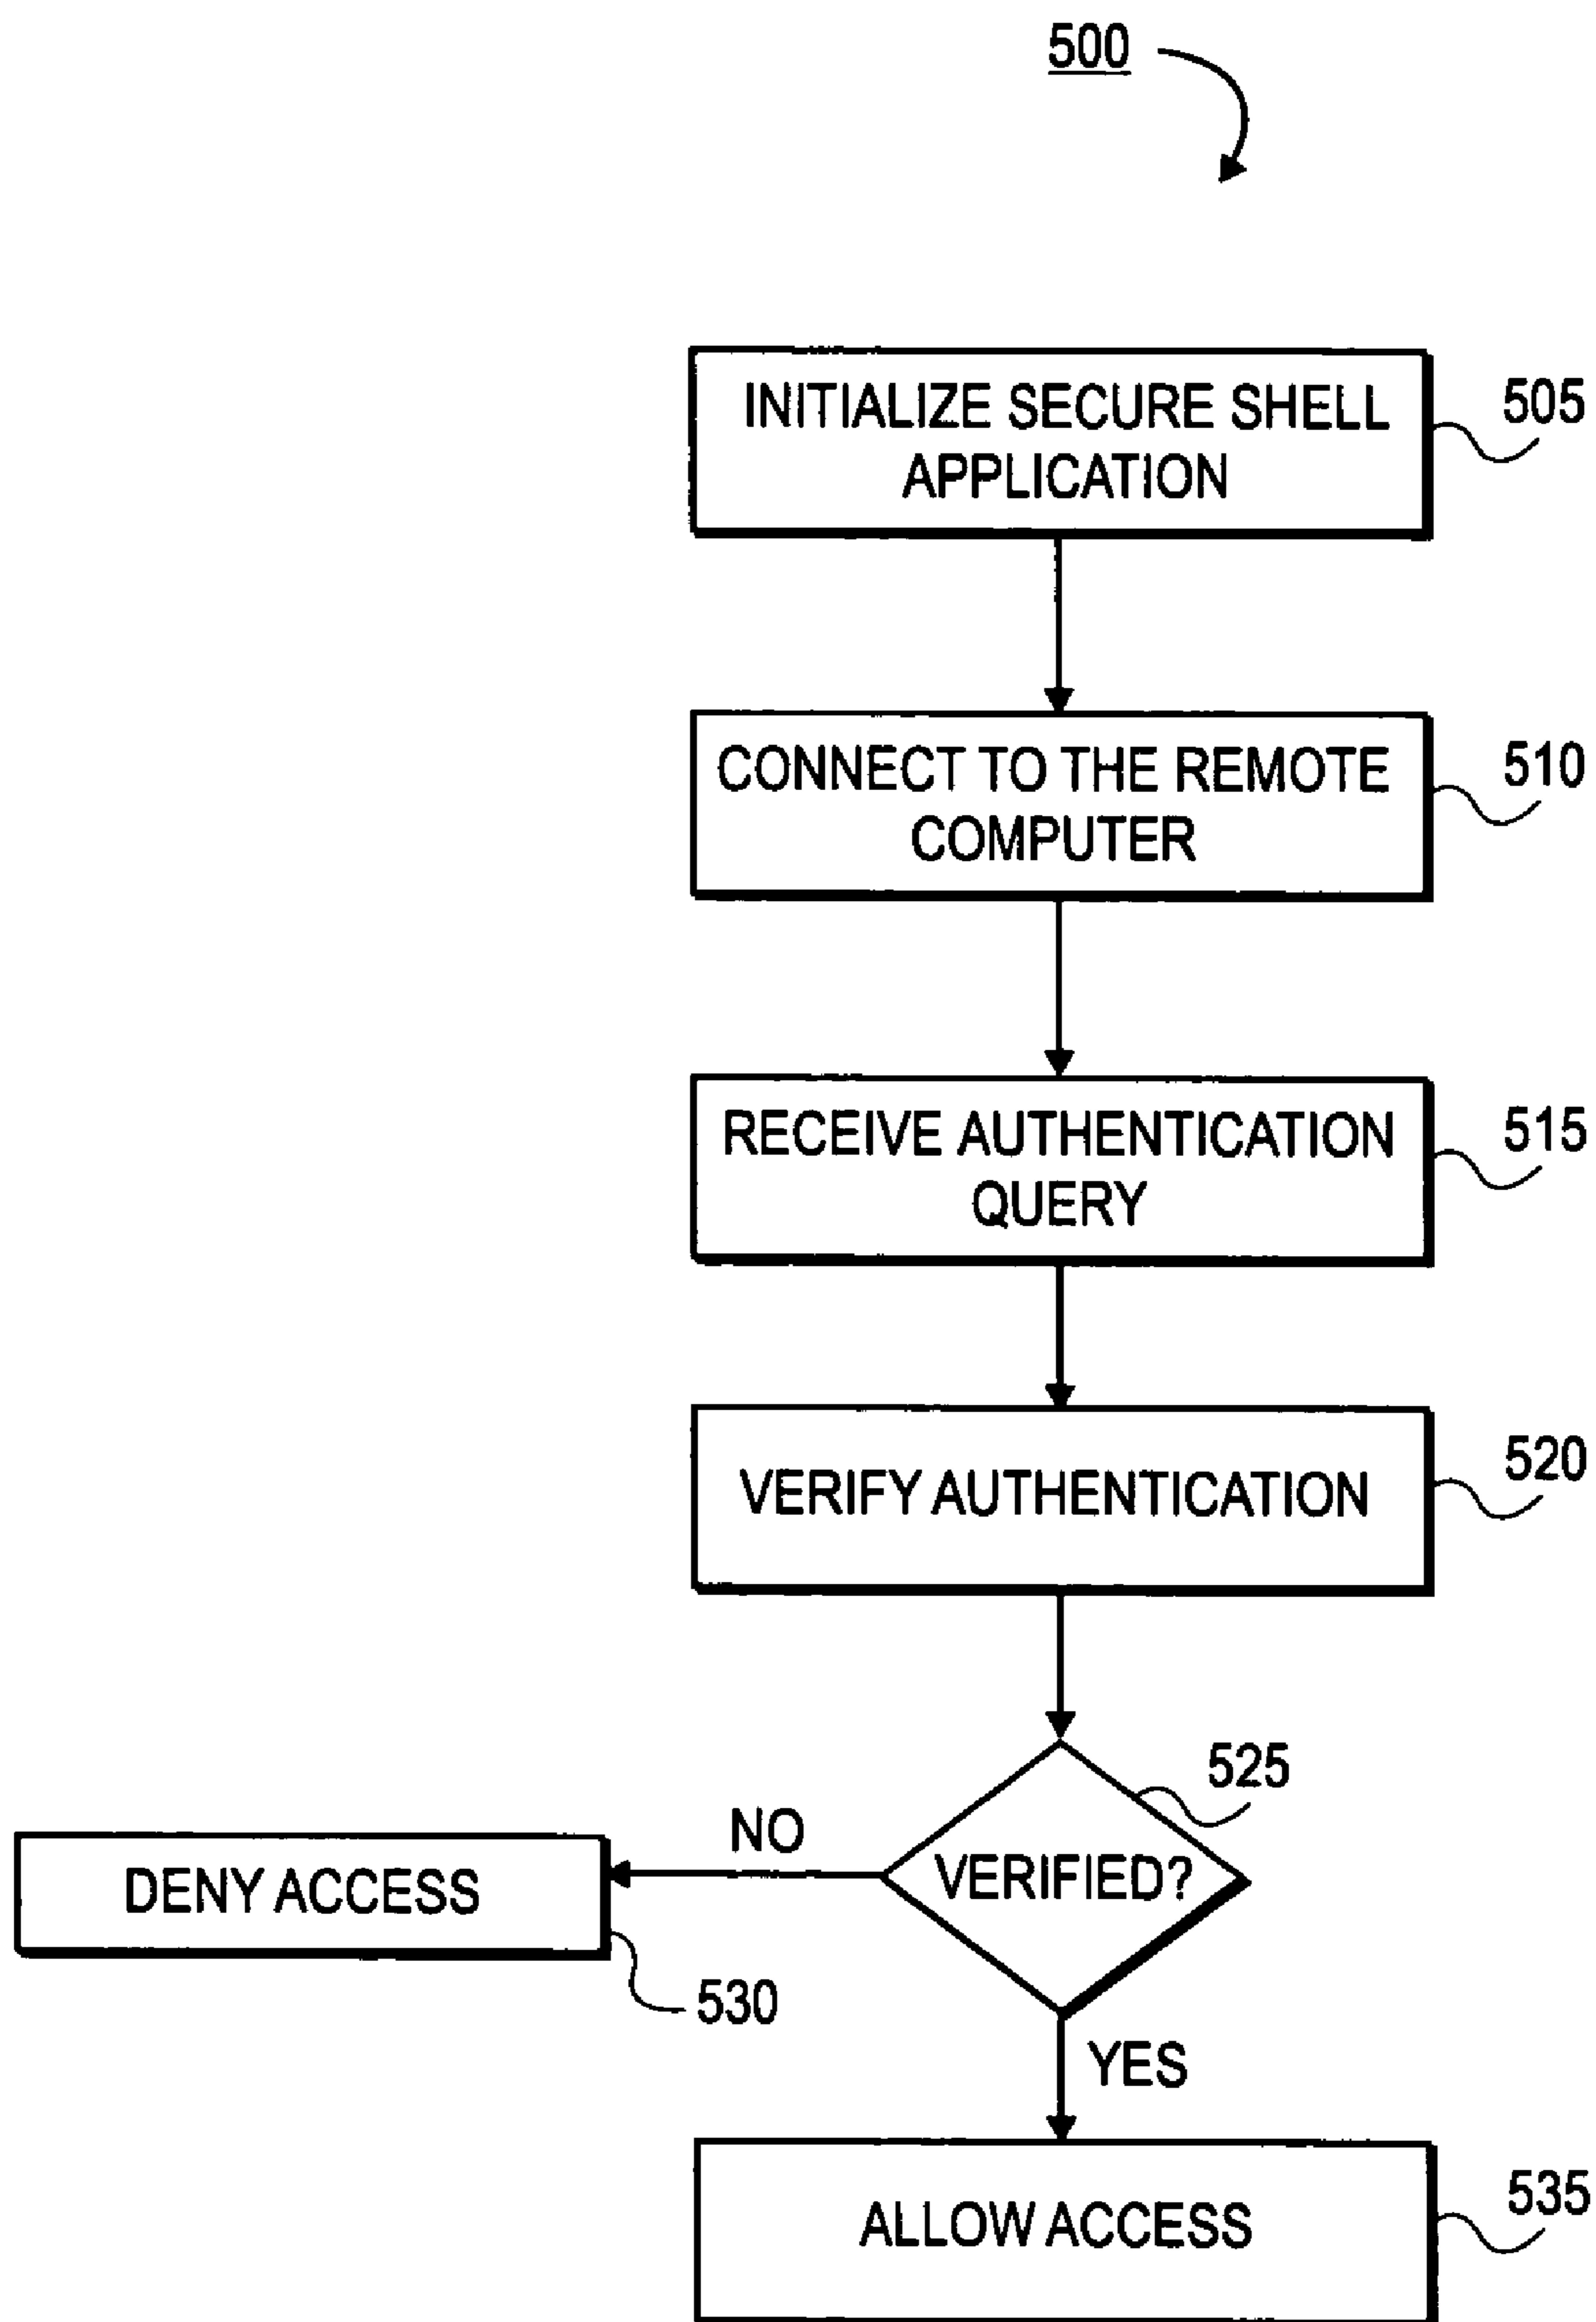 500
INITIALIZE SECURE SHELL
APPLICATION
505
CONNECT TO THE REMOTE
COMPUTER
510
RECEIVE AUTHENTICATION
QUERY
515
VERIFY AUTHENTICATION
520
525
VERIFIED?
NO
DENY ACCESS
530
YES
ALLOW ACCESS
535